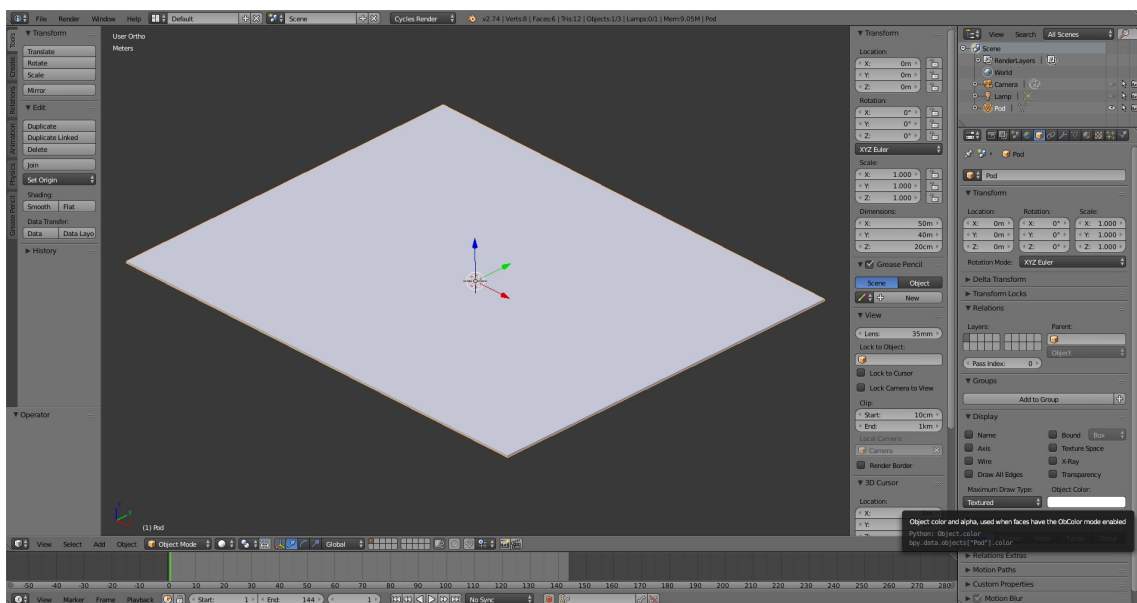 File Render Window Help Default Scene Cycles Render v2.74 | Verts:8 | Faces:6 | Tris:12 | Objects:1/3 | Lamps:0/1 | Mem:9.05M | Pod
Tools
Create
Relations
Animation
Physics
Grease Pencil
Transform
Translate
Rotate
Scale
Mirror
Edit
Duplicate
Duplicate Linked
Delete
Join
Set Origin
Shading:
Smooth Flat
Data Transfer:
Data Data Layo
History
Operator
User Ortho
Meters
(1) Pod
Transform
Location:
X: 0m
Y: 0m
Z: 0m
Rotation:
X: 0°
Y: 0°
Z: 0°
XYZ Euler
Scale:
X: 1.000
Y: 1.000
Z: 1.000
Dimensions:
X: 50m
Y: 40m
Z: 20cm
Grease Pencil
Scene Object
New
View
Lens: 35mm
Lock to Object:
Lock to Cursor
Lock Camera to View
Clip:
Start: 10cm
End: 1km
Local Camera:
Camera
Render Border
3D Cursor
Location:
X:
Y:
Z:
View Search All Scenes
Scene
RenderLayers |
World
Camera |
Lamp |
Pod |
Pod
Pod
Transform
Location: Rotation: Scale:
X: 0m X: 0° X: 1.000
Y: 0m Y: 0° Y: 1.000
Z: 0m Z: 0° Z: 1.000
Rotation Mode: XYZ Euler
Delta Transform
Transform Locks
Relations
Layers: Parent:
Object
Pass Index: 0
Groups
Add to Group
Display
Name Bound Box
Axis Texture Space
Wire X-Ray
Draw All Edges Transparency
Maximum Draw Type: Object Color:
Textured
Object color and alpha, used when faces have the ObColor mode enabled
Python: Object.color
bpy.data.objects["Pod"].color
Relations Extras
Motion Paths
Custom Properties
Motion Blur
View Select Add Object Object Mode Global
-50 -40 -30 -20 -10 0 10 20 30 40 50 60 70 80 90 100 110 120 130 140 150 160 170 180 190 200 210 220 230 240 250 260 270 280
View Marker Frame Playback Start: 1 End: 144 1 No Sync